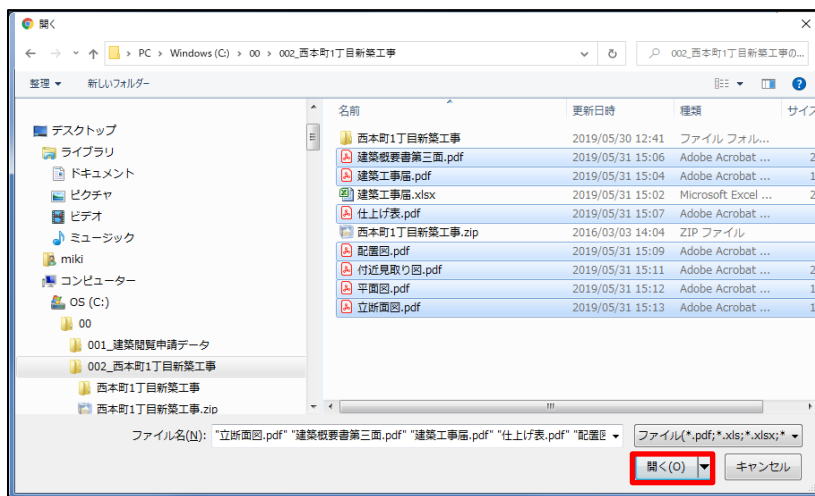 開く
PC > Windows (C:) > 00 > 002_西本町1丁目新築工事
002_西本町1丁目新築工事の...
整理 新しいフォルダー
名前 更新日時 種類 サイズ
デスクトップ
ライブラリ
ドキュメント
ピクチャ
ビデオ
ミュージック
miki
コンピューター
OS (C:)
00
001_建築閲覧申請データ
002_西本町1丁目新築工事
西本町1丁目新築工事
西本町1丁目新築工事.zip
西本町1丁目新築工事 2019/05/30 12:41 ファイル フォル...
建築概要書第三面.pdf 2019/05/31 15:06 Adobe Acrobat ... 2
建築工事届.pdf 2019/05/31 15:04 Adobe Acrobat ... 1
建築工事届.xlsx 2019/05/31 15:02 Microsoft Excel ... 2
仕上げ表.pdf 2019/05/31 15:07 Adobe Acrobat ...
西本町1丁目新築工事.zip 2016/03/03 14:04 ZIP ファイル
配置図.pdf 2019/05/31 15:09 Adobe Acrobat ...
付近見取り図.pdf 2019/05/31 15:11 Adobe Acrobat ... 2
平面図.pdf 2019/05/31 15:12 Adobe Acrobat ... 1
立断面図.pdf 2019/05/31 15:13 Adobe Acrobat ... 1
ファイル名(N): "立断面図.pdf" "建築概要書第三面.pdf" "建築工事届.pdf" "仕上げ表.pdf" "配置図 ファイル(*.pdf;*.xls;*.xlsx;*
開く(O) キャンセル